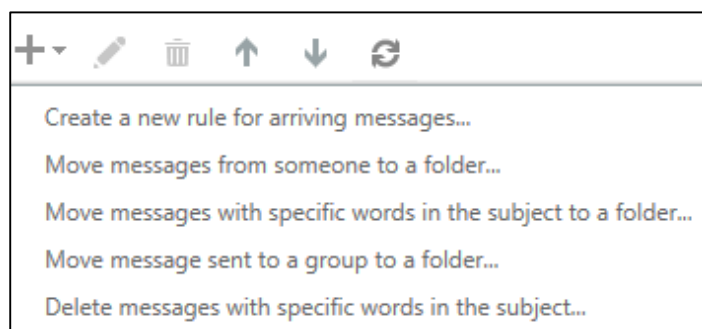 Create a new rule for arriving messages...
Move messages from someone to a folder...
Move messages with specific words in the subject to a folder...
Move message sent to a group to a folder...
Delete messages with specific words in the subject...